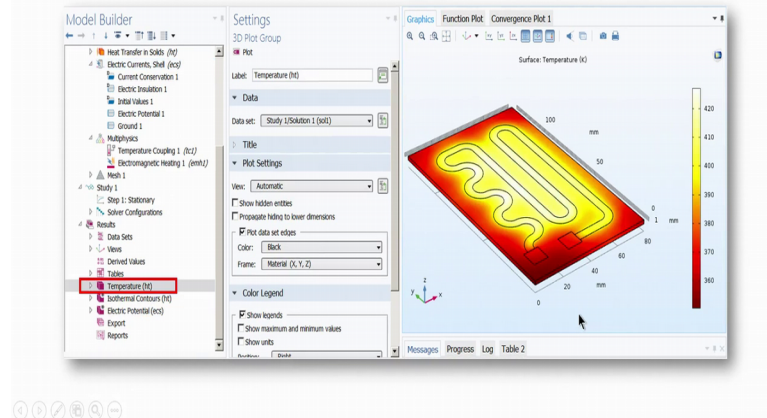 Model Builder
Heat Transfer in Solids (ht)
Electric Currents, Shell (ecs)
Current Conservation 1
Electric Insulation 1
Initial Values 1
Electric Potential 1
Ground 1
Multiphysics
Temperature Coupling 1 (tc1)
Electromagnetic Heating 1 (emh1)
Mesh 1
Study 1
Step 1: Stationary
Solver Configurations
Results
Data Sets
Views
Derived Values
Tables
Temperature (ht)
Isothermal Contours (ht)
Electric Potential (ecs)
Export
Reports
Settings
3D Plot Group
Plot
Label: Temperature (ht)
Data
Data set: Study 1/Solution 1 (sol1)
Title
Plot Settings
View: Automatic
Show hidden entities
Propagate hiding to lower dimensions
Plot data set edges
Color: Black
Frame: Material (X, Y, Z)
Color Legend
Show legends
Show maximum and minimum values
Show units
Position: Right
Graphics Function Plot Convergence Plot 1
Surface: Temperature (K)
100
mm
50
0
1 mm
80
60
40
mm
20
0
z
y x
420
410
400
390
380
370
360
Messages Progress Log Table 2